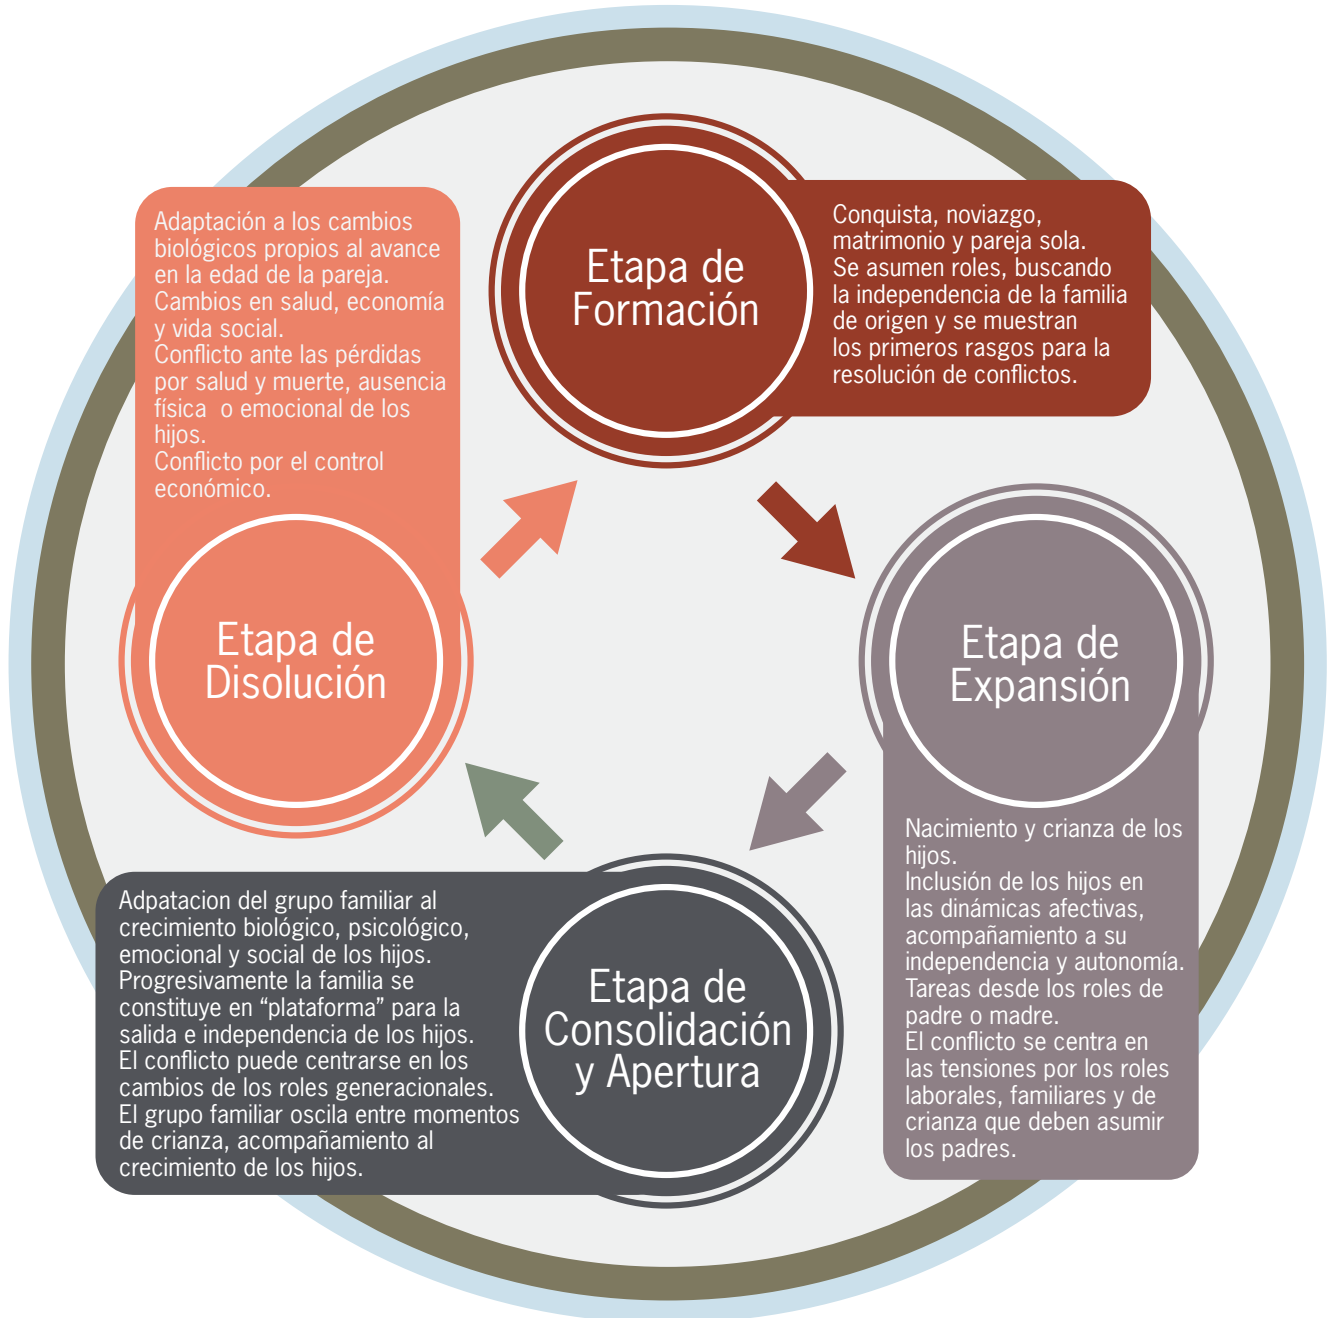 Etapa de
Formación
Conquista, noviazgo,
matrimonio y pareja sola.
Se asumen roles, buscando
la independencia de la familia
de origen y se muestran
los primeros rasgos para la
resolución de conflictos.
Etapa de
Expansión
Nacimiento y crianza de los
hijos.
Inclusión de los hijos en
las dinámicas afectivas,
acompañamiento a su
independencia y autonomía.
Tareas desde los roles de
padre o madre.
El conflicto se centra en
las tensiones por los roles
laborales, familiares y de
crianza que deben asumir
los padres.
Etapa de
Consolidación
y Apertura
Adpatacion del grupo familiar al
crecimiento biológico, psicológico,
emocional y social de los hijos.
Progresivamente la familia se
constituye en “plataforma” para la
salida e independencia de los hijos.
El conflicto puede centrarse en los
cambios de los roles generacionales.
El grupo familiar oscila entre momentos
de crianza, acompañamiento al
crecimiento de los hijos.
Etapa de
Disolución
Adaptación a los cambios
biológicos propios al avance
en la edad de la pareja.
Cambios en salud, economía
y vida social.
Conflicto ante las pérdidas
por salud y muerte, ausencia
física  o emocional de los
hijos.
Conflicto por el control
económico.